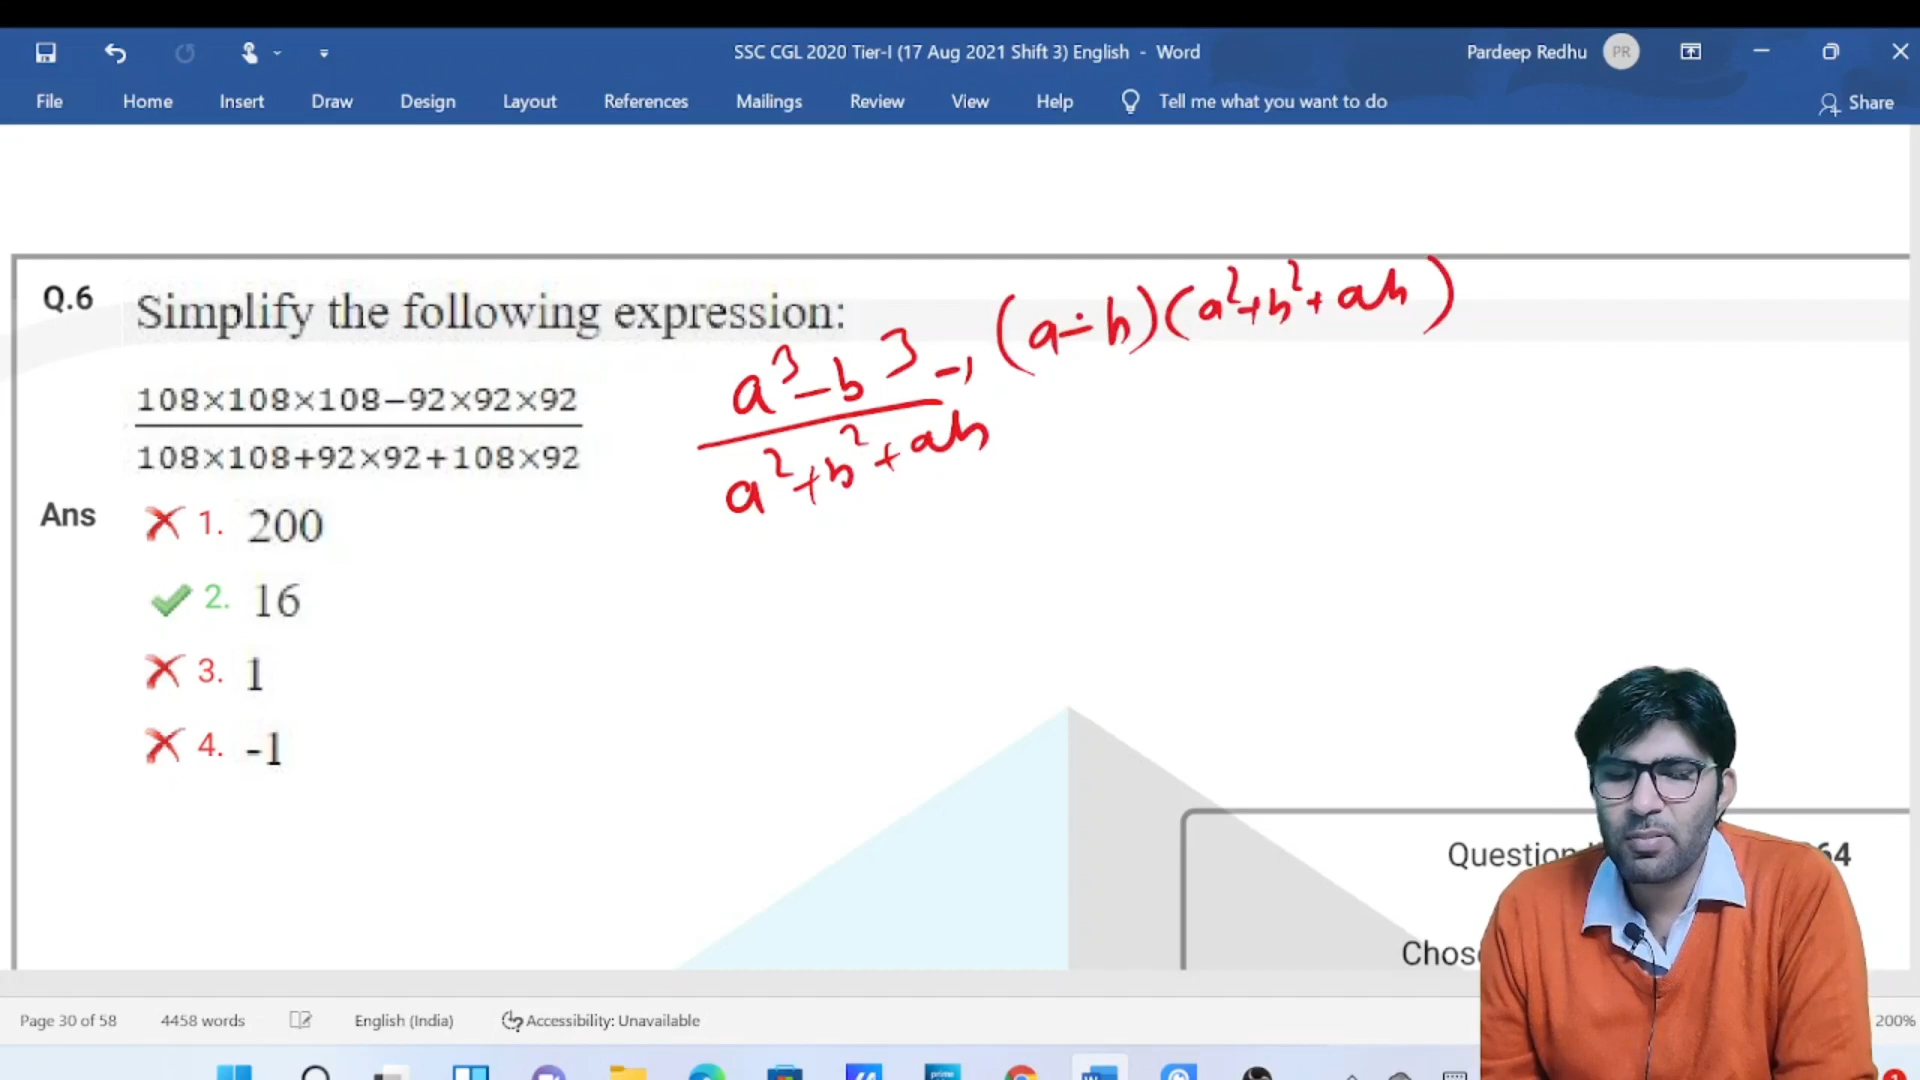 SSC CGL 2020 Tier-I (17 Aug 2021 Shift 3) English - Word
Pardeep Redhu PR
File Home Insert Draw Design Layout References Mailings Review View Help Tell me what you want to do Share
Q.6 Simplify the following expression:
108×108×108−92×92×92
108×108+92×92+108×92
a³-b³ (a-b)(a²+b²+ab)
a²+b²+ab
Ans 1. 200
2. 16
3. 1
4. -1
Question
64
Chos
Page 30 of 58 4458 words English (India) Accessibility: Unavailable 200%
prime